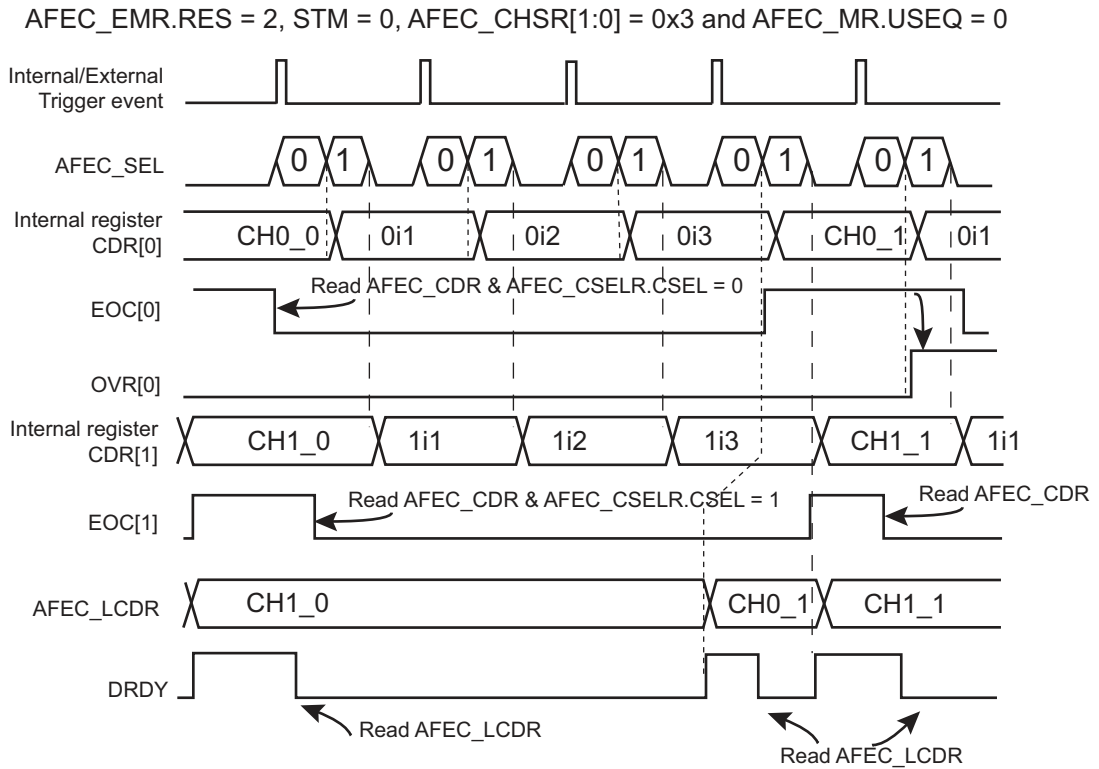 AFEC_EMR.RES = 2, STM = 0, AFEC_CHSR[1:0] = 0x3 and AFEC_MR.USEQ = 0
Internal/External
Trigger event
AFEC_SEL
0 1 0 1 0 1 0 1 0 1
Internal register
CDR[0]
CH0_0 0i1 0i2 0i3 CH0_1 0i1
Read AFEC_CDR & AFEC_CSELR.CSEL = 0
EOC[0]
OVR[0]
Internal register
CDR[1]
CH1_0 1i1 1i2 1i3 CH1_1 1i1
Read AFEC_CDR & AFEC_CSELR.CSEL = 1
Read AFEC_CDR
EOC[1]
AFEC_LCDR
CH1_0 CH0_1 CH1_1
DRDY
Read AFEC_LCDR
Read AFEC_LCDR